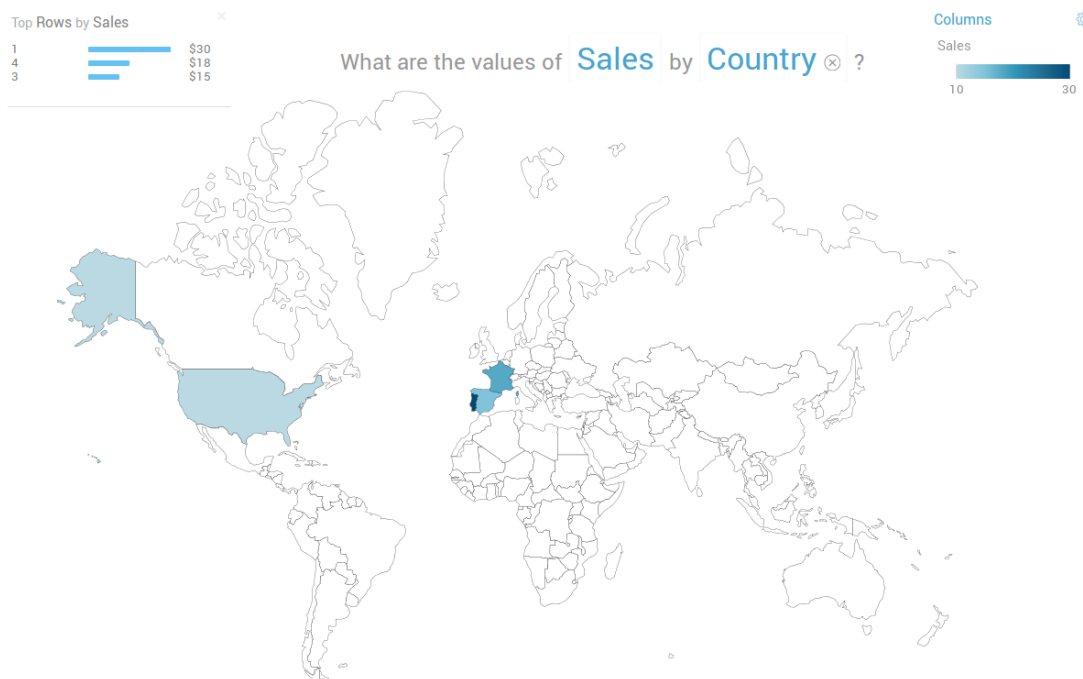 Top Rows by Sales
1 $30
4 $18
3 $15
What are the values of Sales by Country ?
Columns
Sales
10 30